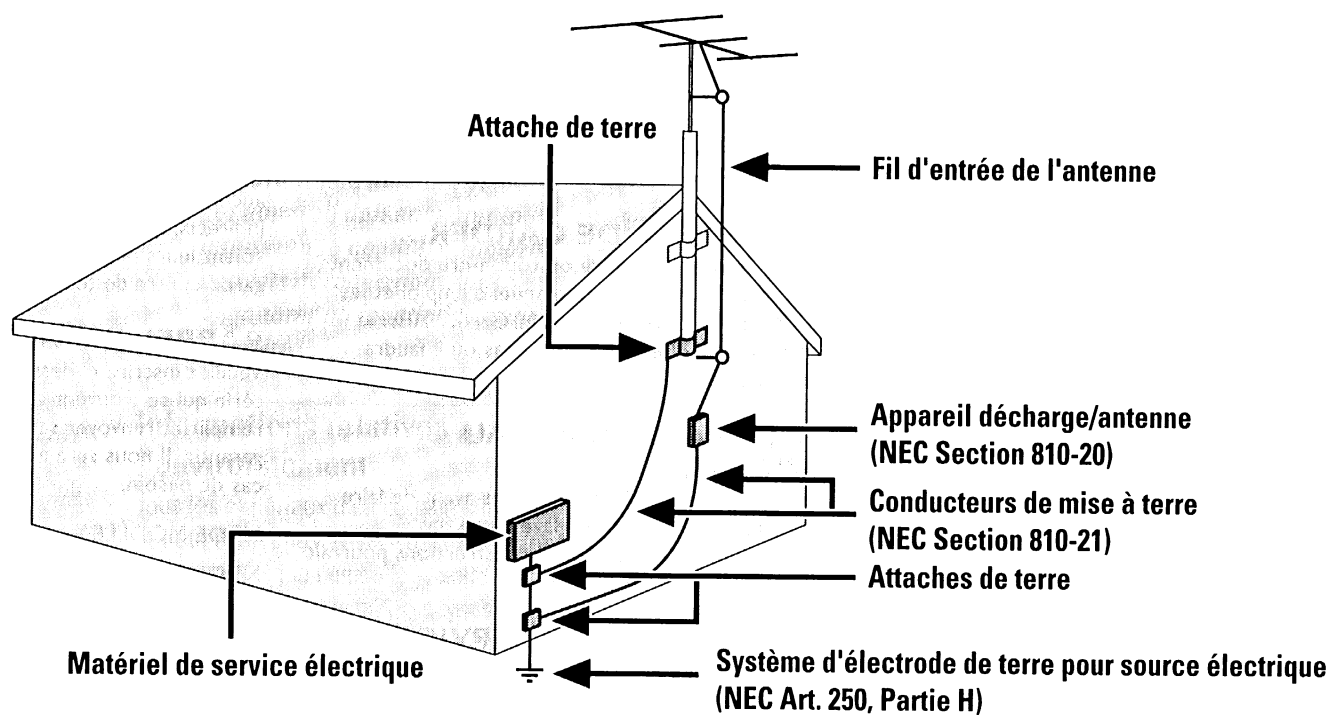 Attache de terre
Fil d'entrée de l'antenne
Appareil décharge/antenne
(NEC Section 810-20)
Conducteurs de mise à terre
(NEC Section 810-21)
Attaches de terre
Matériel de service électrique
Système d'électrode de terre pour source électrique
(NEC Art. 250, Partie H)